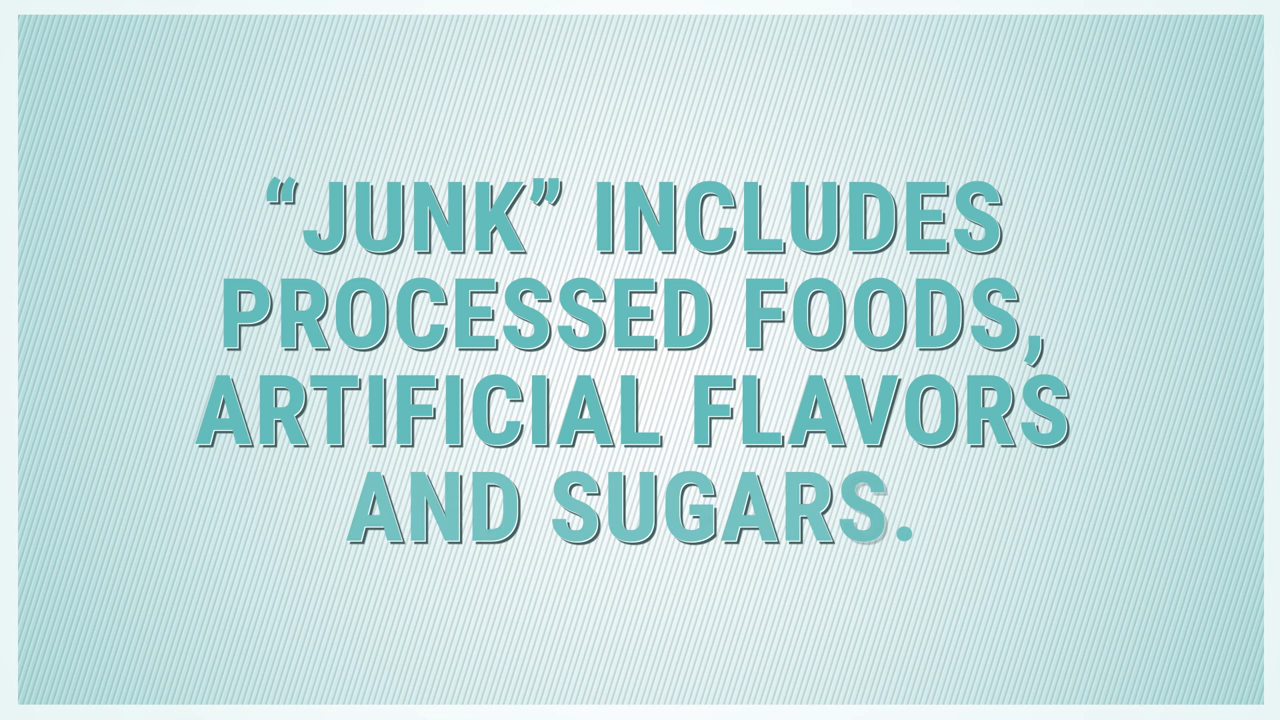 “JUNK” INCLUDES
PROCESSED FOODS,
ARTIFICIAL FLAVORS
AND SUGARS.